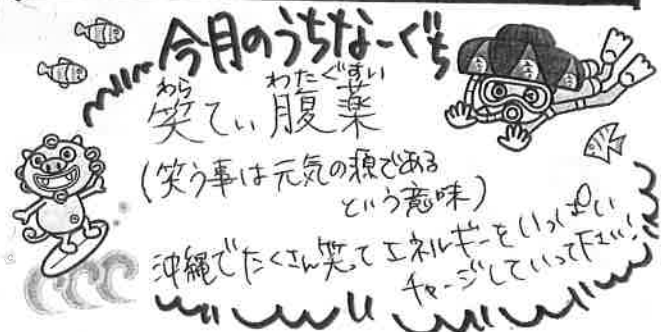 今月のうちなーぐち
わら わたぐすい
笑てぃ腹薬
(笑う事は元気の源である
という意味)
沖縄でたくさん笑ってエネルギーをいっぱい
チャージしていって下さい!